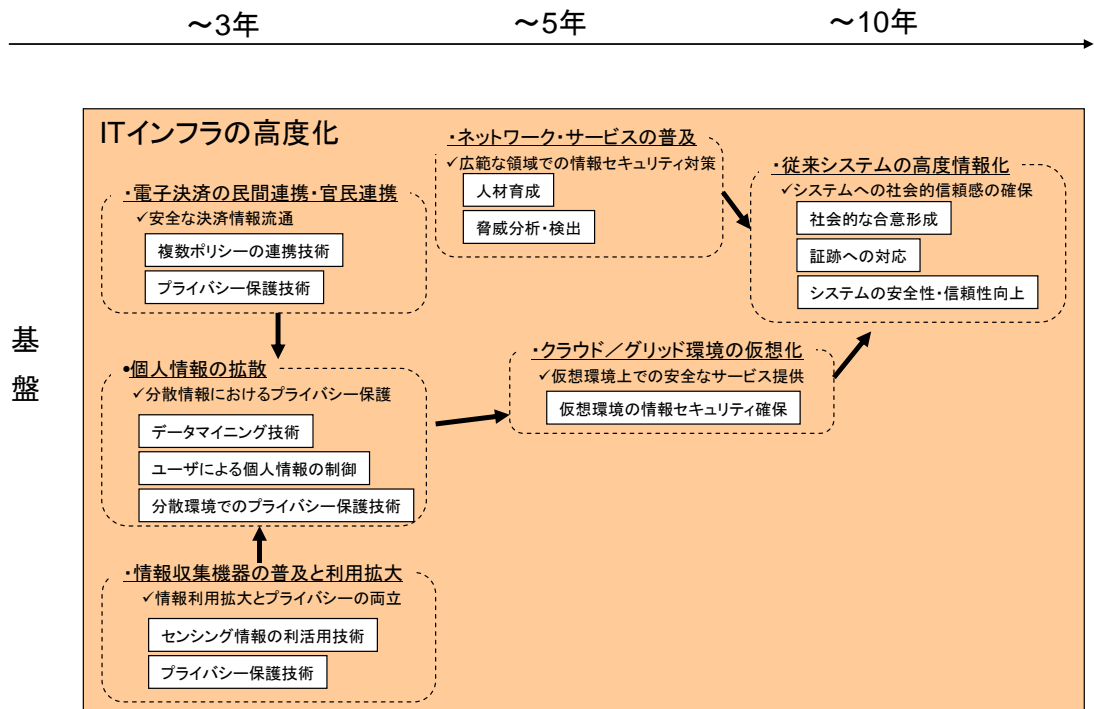 ～3年
～5年
～10年
基
盤
ITインフラの高度化
・電子決済の民間連携・官民連携
✓安全な決済情報流通
複数ポリシーの連携技術
プライバシー保護技術
•個人情報の拡散
✓分散情報におけるプライバシー保護
データマイニング技術
ユーザによる個人情報の制御
分散環境でのプライバシー保護技術
・情報収集機器の普及と利用拡大
✓情報利用拡大とプライバシーの両立
センシング情報の利活用技術
プライバシー保護技術
・ネットワーク・サービスの普及
✓広範な領域での情報セキュリティ対策
人材育成
脅威分析・検出
・クラウド／グリッド環境の仮想化
✓仮想環境上での安全なサービス提供
仮想環境の情報セキュリティ確保
・従来システムの高度情報化
✓システムへの社会的信頼感の確保
社会的な合意形成
証跡への対応
システムの安全性・信頼性向上